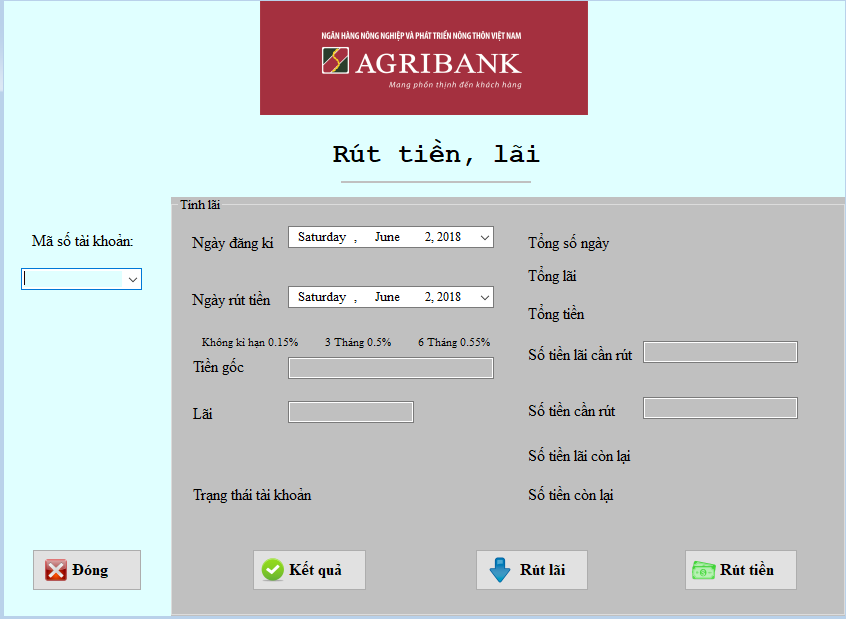 NGÂN HÀNG NÔNG NGHIỆP VÀ PHÁT TRIỂN NÔNG THÔN VIỆT NAM
AGRIBANK
Mang phồn thịnh đến khách hàng
Rút tiền, lãi
Mã số tài khoản:
Tính lãi
Ngày đăng kí
Saturday , June 2, 2018
Ngày rút tiền
Saturday , June 2, 2018
Không kì hạn 0.15% 3 Tháng 0.5% 6 Tháng 0.55%
Tiền gốc
Lãi
Trạng thái tài khoản
Tổng số ngày
Tổng lãi
Tổng tiền
Số tiền lãi cần rút
Số tiền cần rút
Số tiền lãi còn lại
Số tiền còn lại
Đóng
Kết quả
Rút lãi
Rút tiền